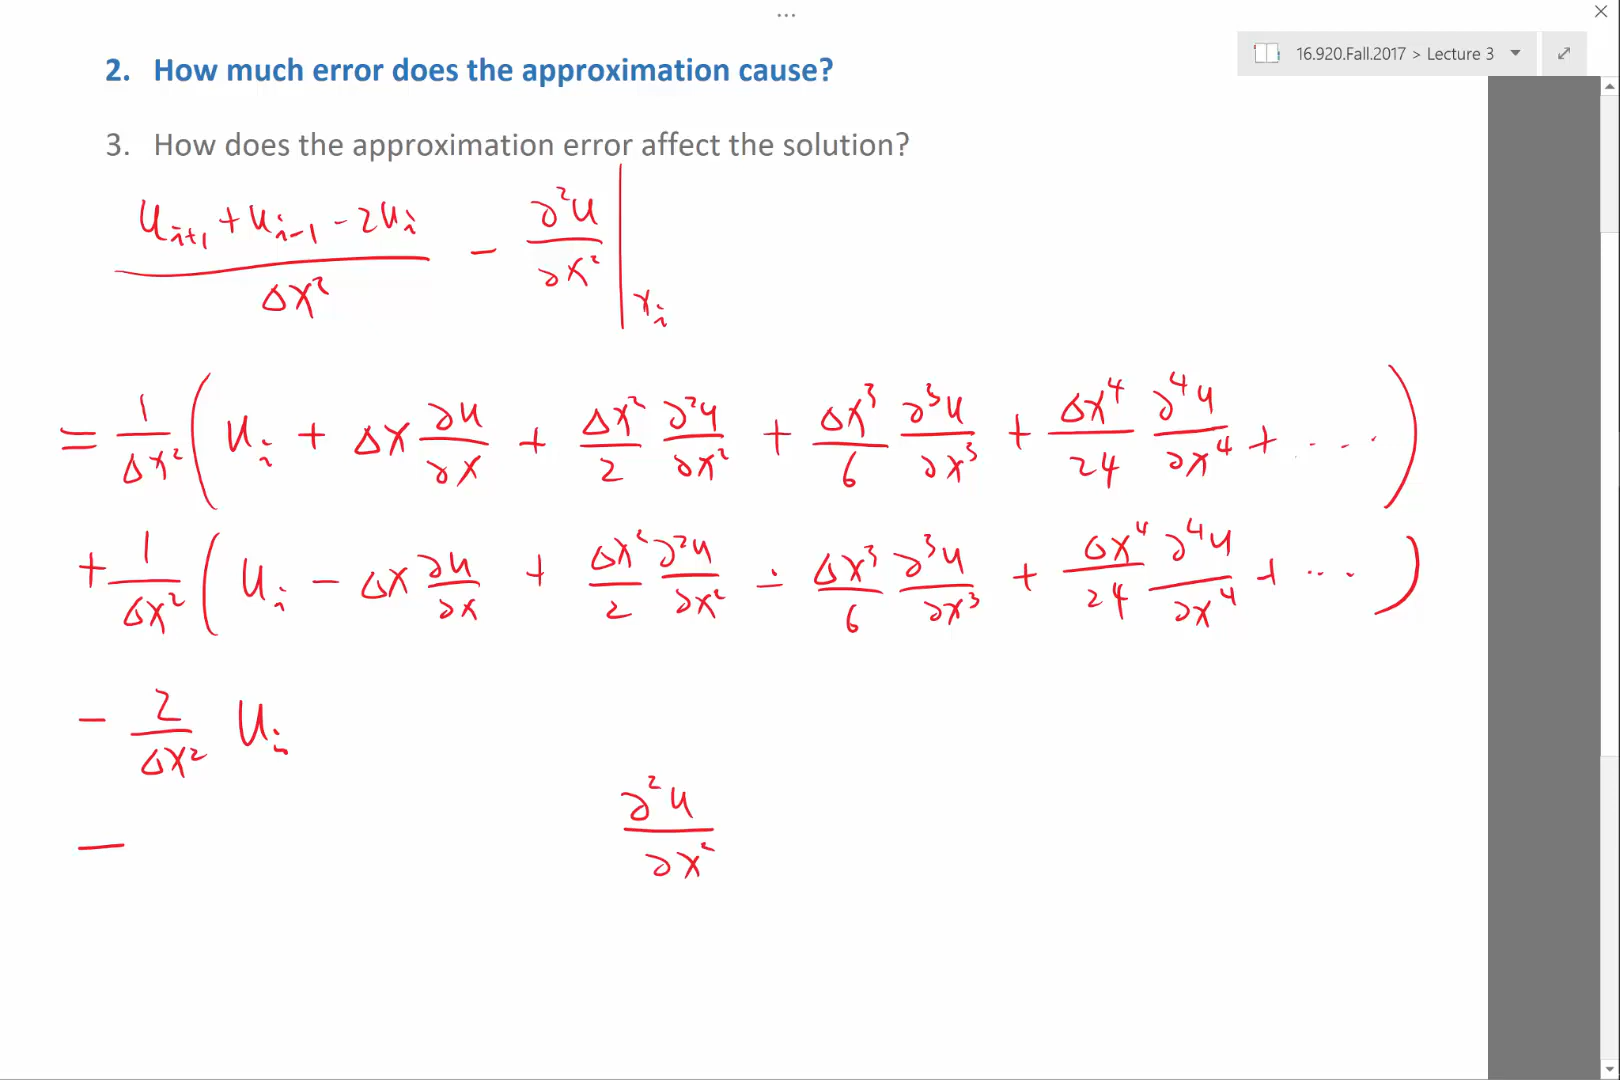 ...
16.920.Fall.2017 > Lecture 3
2. How much error does the approximation cause?
3. How does the approximation error affect the solution?
(u_{i+1} + u_{i-1} - 2u_i)/Δx² - ∂²u/∂x² |_{x_i}
= 1/Δx² ( u_i + Δx ∂u/∂x + Δx²/2 ∂²u/∂x² + Δx³/6 ∂³u/∂x³ + Δx⁴/24 ∂⁴u/∂x⁴ + ... )
+ 1/Δx² ( u_i - Δx ∂u/∂x + Δx²/2 ∂²u/∂x² - Δx³/6 ∂³u/∂x³ + Δx⁴/24 ∂⁴u/∂x⁴ + ... )
- 2/Δx² u_i
- ∂²u/∂x²